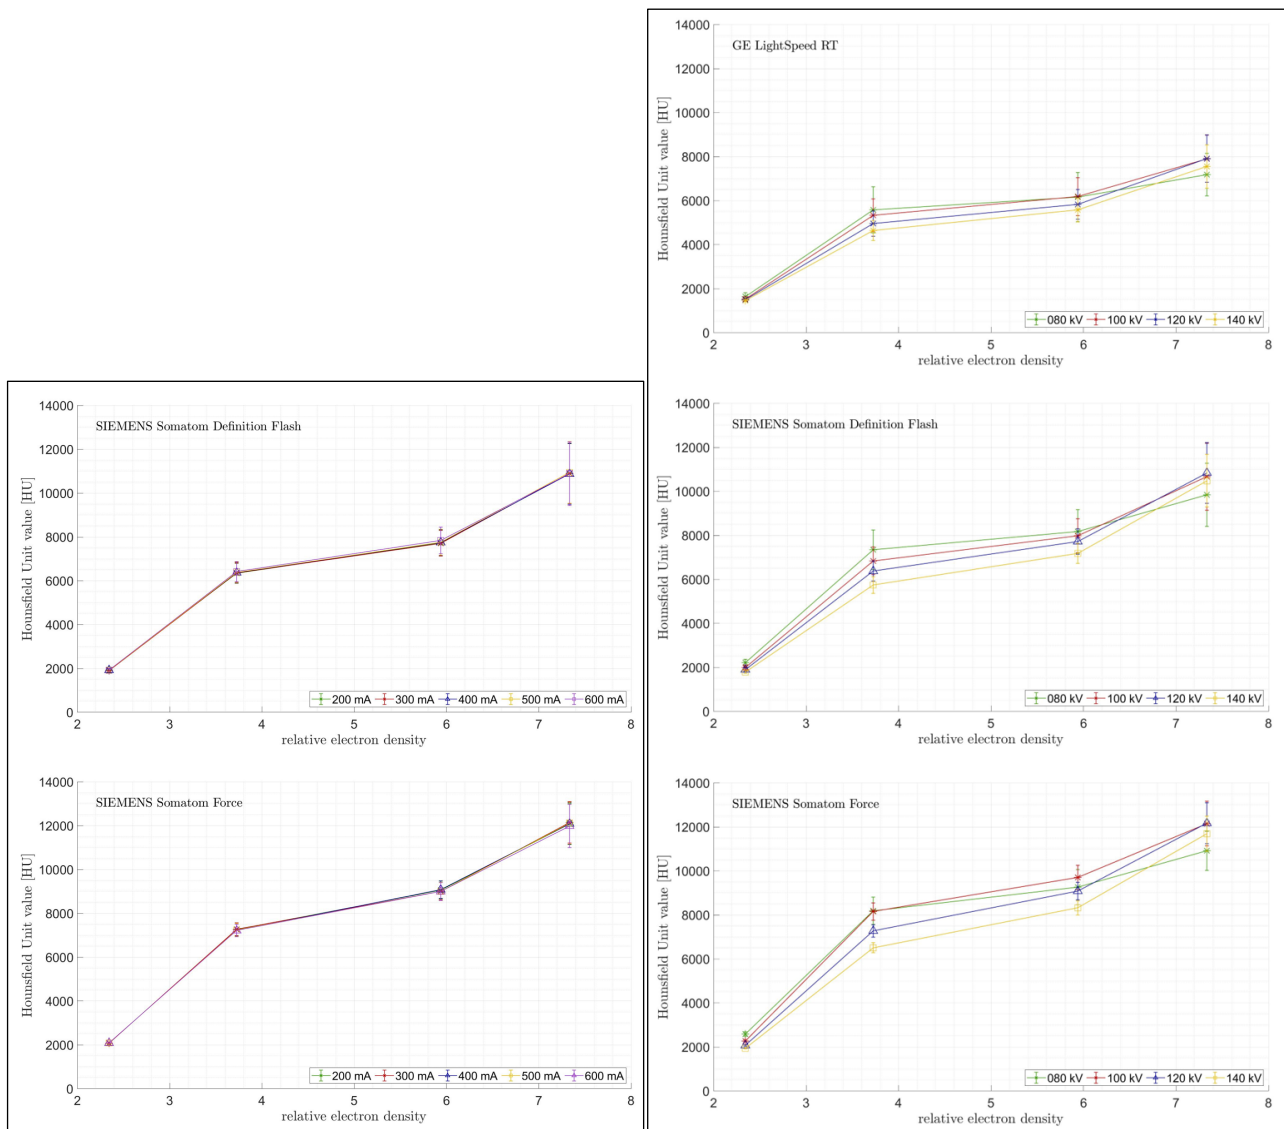 GE LightSpeed RT
Hounsfield Unit value [HU]
14000
12000
10000
8000
6000
4000
2000
0
2 3 4 5 6 7 8
relative electron density
080 kV 100 kV 120 kV 140 kV
SIEMENS Somatom Definition Flash
Hounsfield Unit value [HU]
14000
12000
10000
8000
6000
4000
2000
0
2 3 4 5 6 7 8
relative electron density
200 mA 300 mA 400 mA 500 mA 600 mA
SIEMENS Somatom Definition Flash
Hounsfield Unit value [HU]
14000
12000
10000
8000
6000
4000
2000
0
2 3 4 5 6 7 8
relative electron density
080 kV 100 kV 120 kV 140 kV
SIEMENS Somatom Force
Hounsfield Unit value [HU]
14000
12000
10000
8000
6000
4000
2000
0
2 3 4 5 6 7 8
relative electron density
200 mA 300 mA 400 mA 500 mA 600 mA
SIEMENS Somatom Force
Hounsfield Unit value [HU]
14000
12000
10000
8000
6000
4000
2000
0
2 3 4 5 6 7 8
relative electron density
080 kV 100 kV 120 kV 140 kV